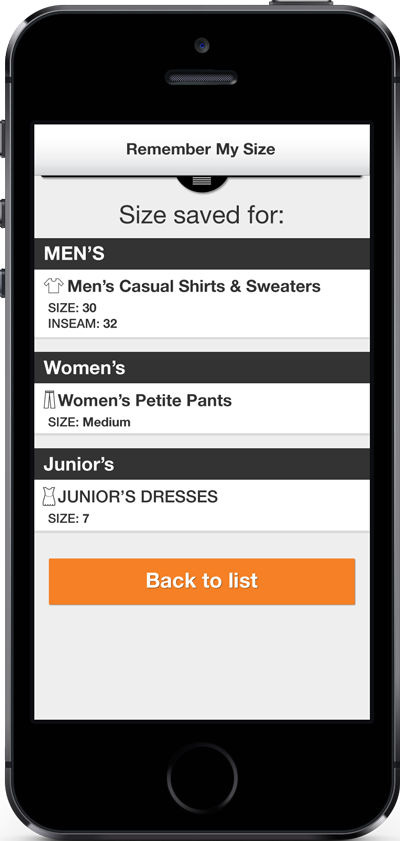 Remember My Size
Size saved for:
MEN’S
Men’s Casual Shirts & Sweaters
SIZE: 30
INSEAM: 32
Women’s
Women’s Petite Pants
SIZE: Medium
Junior’s
JUNIOR’S DRESSES
SIZE: 7
Back to list